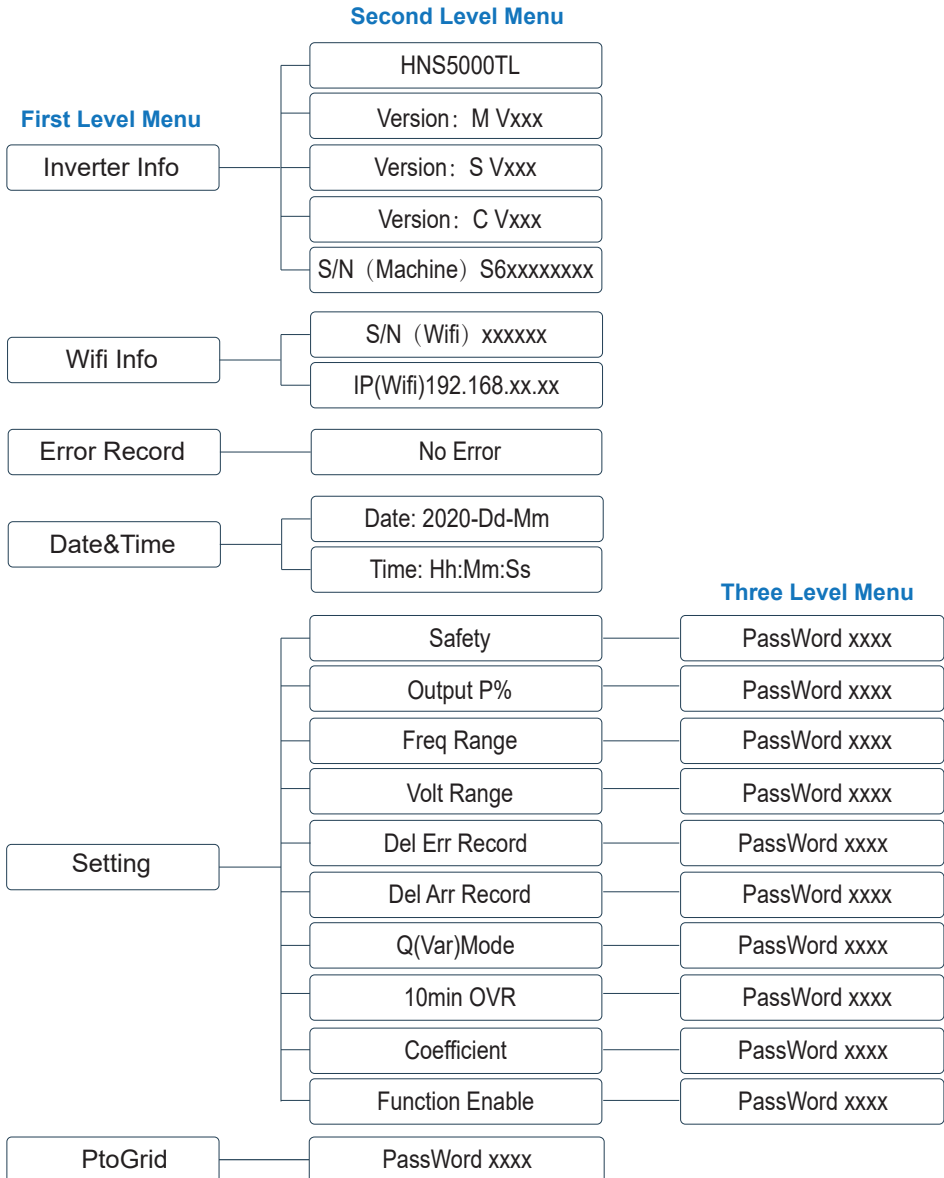 Second Level Menu
HNS5000TL
First Level Menu
Version：M Vxxx
Inverter Info
Version：S Vxxx
Version：C Vxxx
S/N（Machine）S6xxxxxxxx
Wifi Info
S/N（Wifi）xxxxxx
IP(Wifi)192.168.xx.xx
Error Record
No Error
Date&Time
Date: 2020-Dd-Mm
Time: Hh:Mm:Ss
Three Level Menu
Setting
Safety
PassWord xxxx
Output P%
PassWord xxxx
Freq Range
PassWord xxxx
Volt Range
PassWord xxxx
Del Err Record
PassWord xxxx
Del Arr Record
PassWord xxxx
Q(Var)Mode
PassWord xxxx
10min OVR
PassWord xxxx
Coefficient
PassWord xxxx
Function Enable
PassWord xxxx
PtoGrid
PassWord xxxx